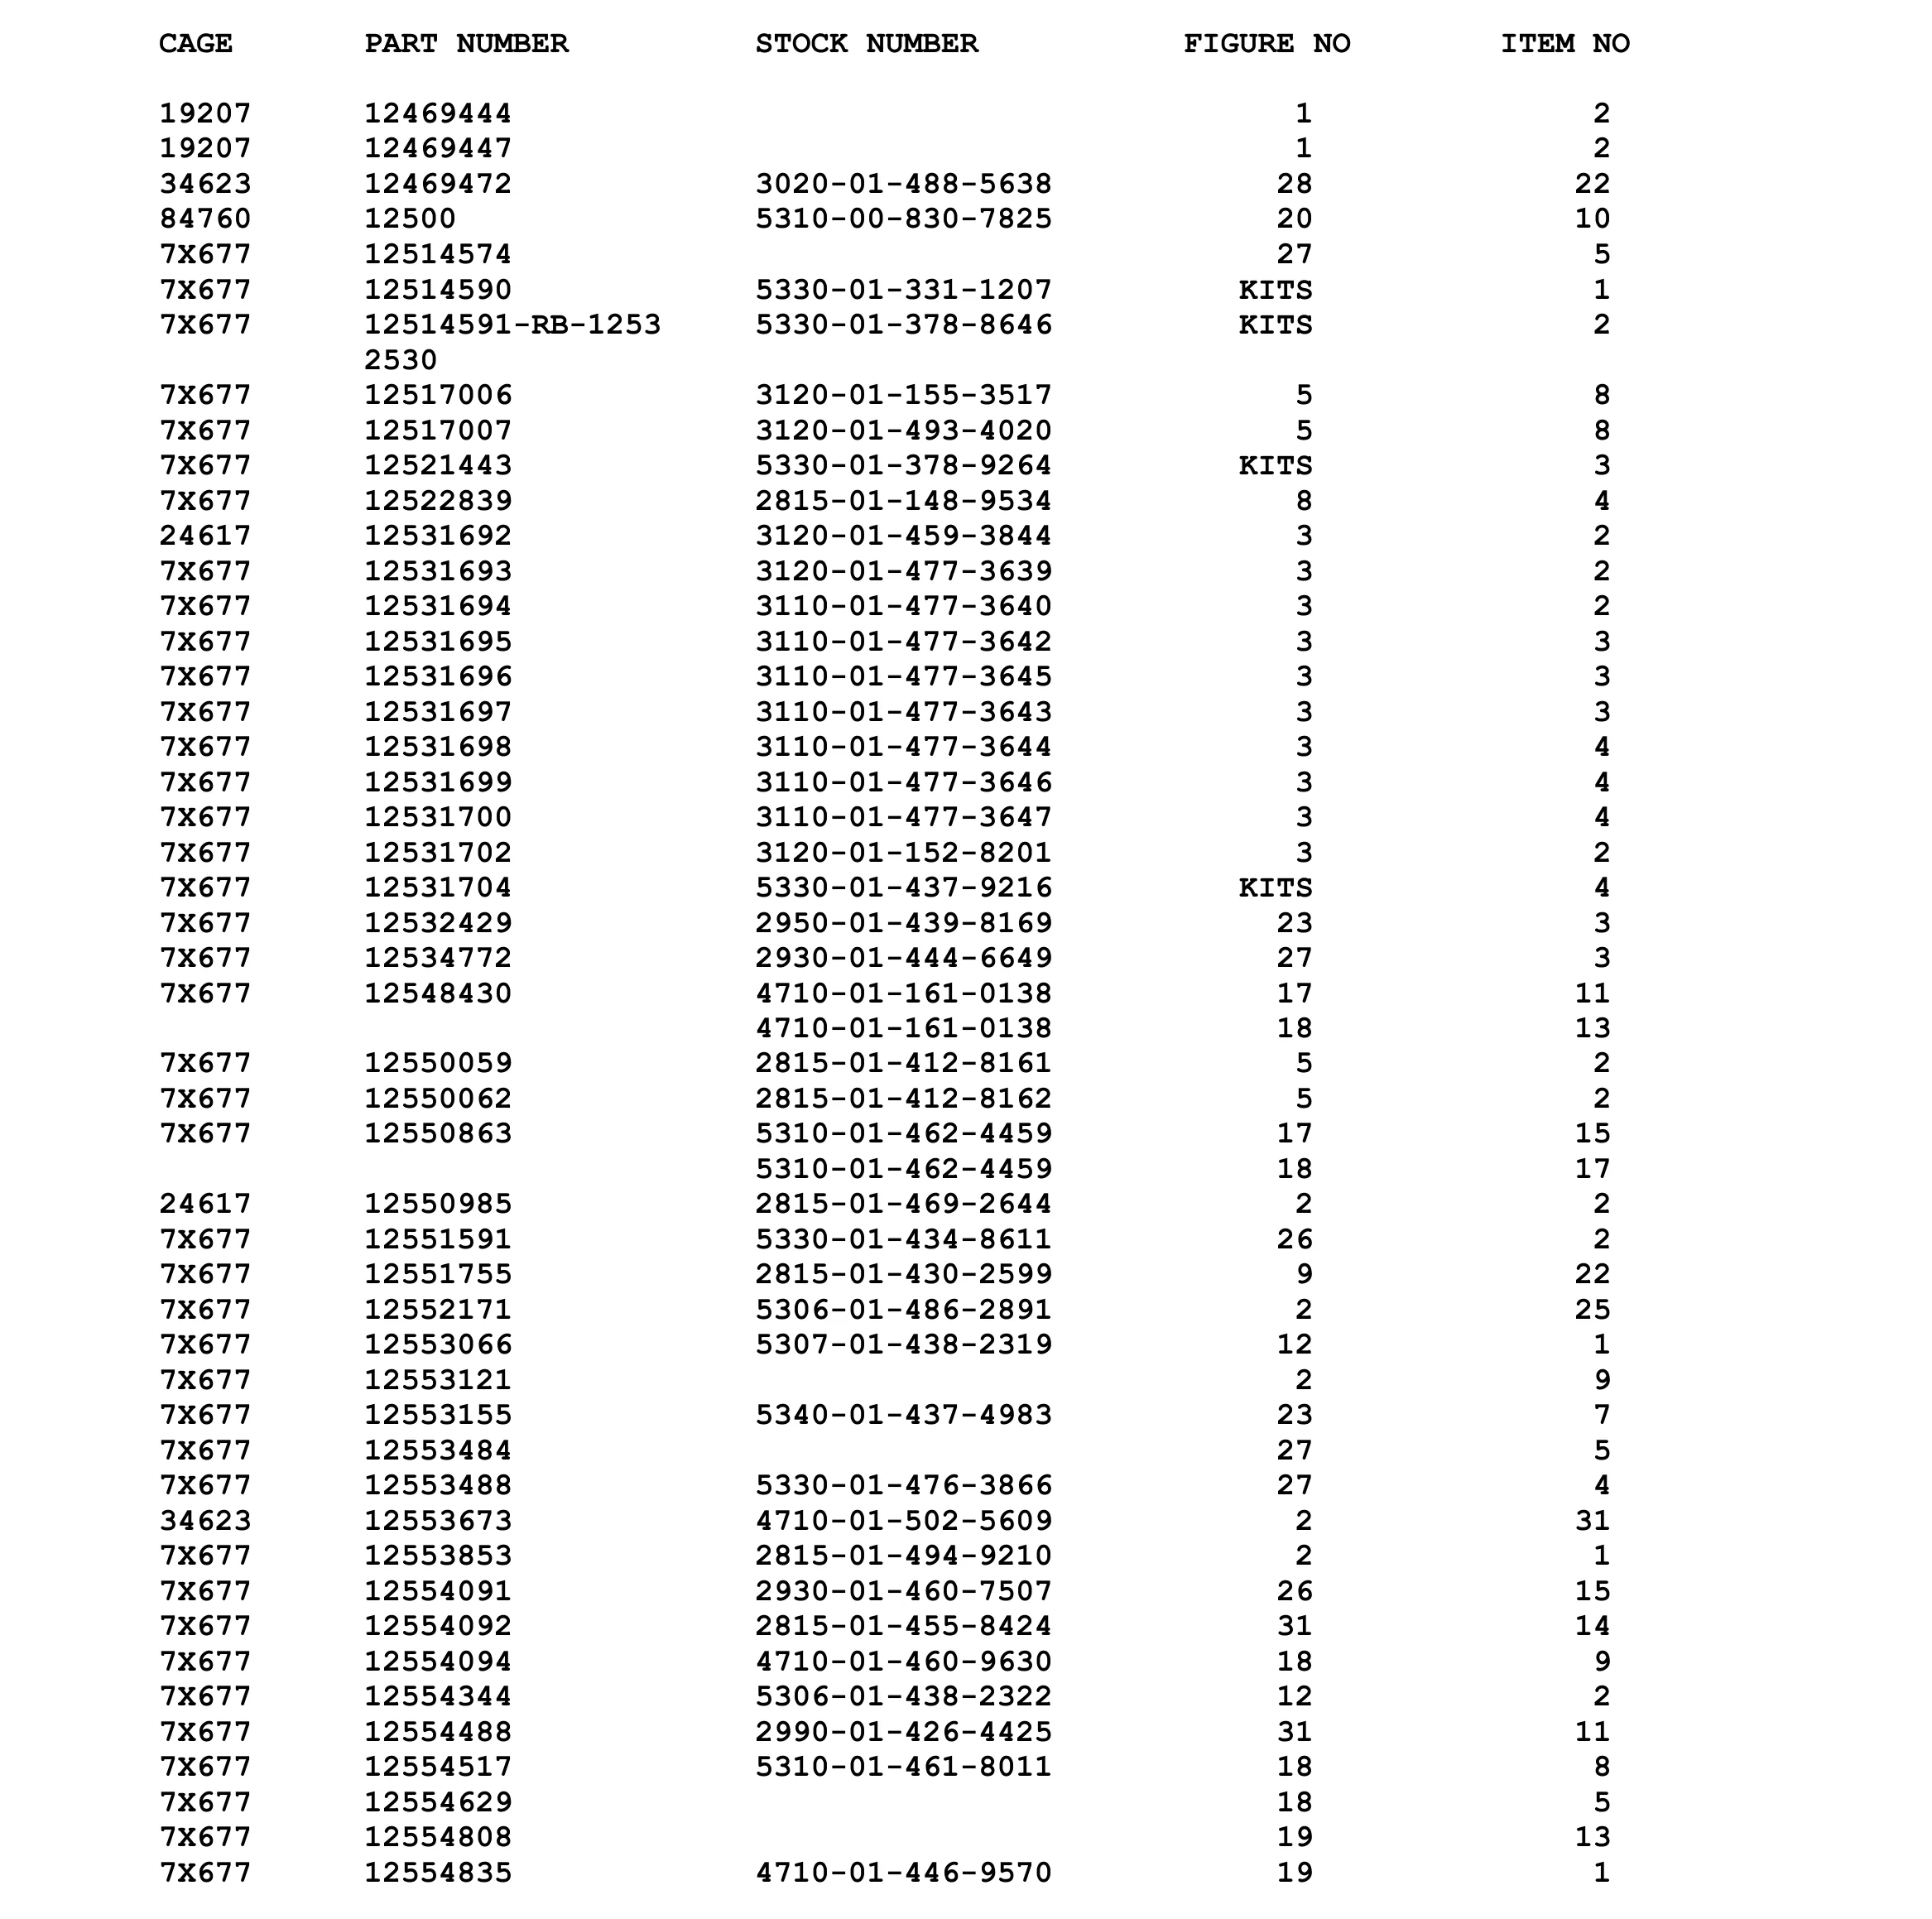 CAGE PART NUMBER STOCK NUMBER FIGURE NO ITEM NO
19207 12469444 1 2
19207 12469447 1 2
34623 12469472 3020-01-488-5638 28 22
84760 12500 5310-00-830-7825 20 10
7X677 12514574 27 5
7X677 12514590 5330-01-331-1207 KITS 1
7X677 12514591-RB-1253 5330-01-378-8646 KITS 2
2530
7X677 12517006 3120-01-155-3517 5 8
7X677 12517007 3120-01-493-4020 5 8
7X677 12521443 5330-01-378-9264 KITS 3
7X677 12522839 2815-01-148-9534 8 4
24617 12531692 3120-01-459-3844 3 2
7X677 12531693 3120-01-477-3639 3 2
7X677 12531694 3110-01-477-3640 3 2
7X677 12531695 3110-01-477-3642 3 3
7X677 12531696 3110-01-477-3645 3 3
7X677 12531697 3110-01-477-3643 3 3
7X677 12531698 3110-01-477-3644 3 4
7X677 12531699 3110-01-477-3646 3 4
7X677 12531700 3110-01-477-3647 3 4
7X677 12531702 3120-01-152-8201 3 2
7X677 12531704 5330-01-437-9216 KITS 4
7X677 12532429 2950-01-439-8169 23 3
7X677 12534772 2930-01-444-6649 27 3
7X677 12548430 4710-01-161-0138 17 11
4710-01-161-0138 18 13
7X677 12550059 2815-01-412-8161 5 2
7X677 12550062 2815-01-412-8162 5 2
7X677 12550863 5310-01-462-4459 17 15
5310-01-462-4459 18 17
24617 12550985 2815-01-469-2644 2 2
7X677 12551591 5330-01-434-8611 26 2
7X677 12551755 2815-01-430-2599 9 22
7X677 12552171 5306-01-486-2891 2 25
7X677 12553066 5307-01-438-2319 12 1
7X677 12553121 2 9
7X677 12553155 5340-01-437-4983 23 7
7X677 12553484 27 5
7X677 12553488 5330-01-476-3866 27 4
34623 12553673 4710-01-502-5609 2 31
7X677 12553853 2815-01-494-9210 2 1
7X677 12554091 2930-01-460-7507 26 15
7X677 12554092 2815-01-455-8424 31 14
7X677 12554094 4710-01-460-9630 18 9
7X677 12554344 5306-01-438-2322 12 2
7X677 12554488 2990-01-426-4425 31 11
7X677 12554517 5310-01-461-8011 18 8
7X677 12554629 18 5
7X677 12554808 19 13
7X677 12554835 4710-01-446-9570 19 1